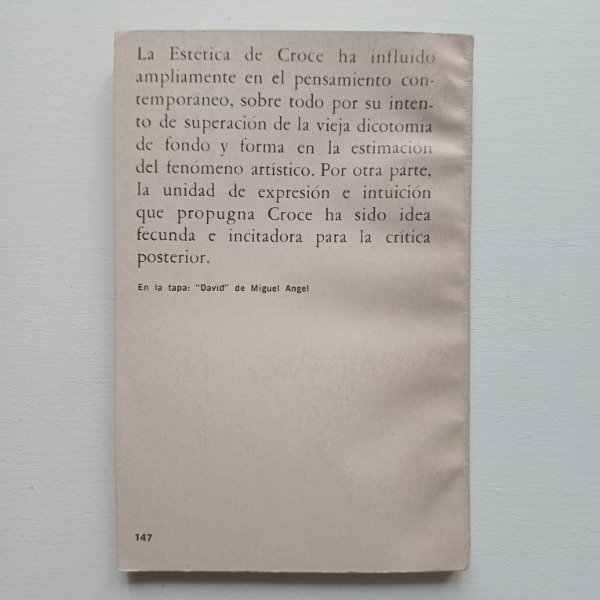 La Estética de Croce ha influído
ampliamente en el pensamiento con-
temporáneo, sobre todo por su inten-
to de superación de la vieja dicotomía
de fondo y forma en la estimación
del fenómeno artístico. Por otra parte,
la unidad de expresión e intuición
que propugna Croce ha sido idea
fecunda e incitadora para la crítica
posterior.
En la tapa: "David" de Miguel Angel
147